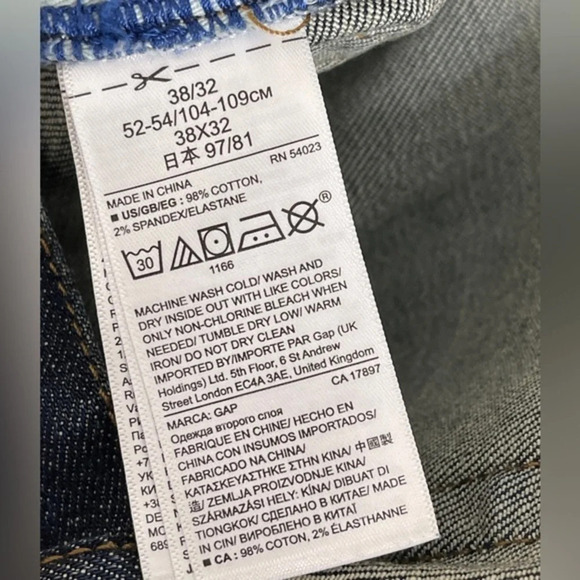 38/32
52-54/104-109CM
38X32
日本 97/81
RN 54023
MADE IN CHINA
■ US/GB/EG : 98% COTTON,
2% SPANDEX/ELASTANE
30
®
1166
MACHINE WASH COLD/ WASH AND
DRY INSIDE OUT WITH LIKE COLORS/
ONLY NON-CHLORINE BLEACH WHEN
NEEDED/ TUMBLE DRY LOW/ WARM
IRON/ DO NOT DRY CLEAN
IMPORTED BY/IMPORTE PAR Gap (UK
Holdings) Ltd. 5th Floor, 6 St Andrew
Street London EC4A 3AE, United Kingdom
CA 17897
MARCA: GAP
Одежда второго слоя
FABRIQUE EN CHINE/ HECHO EN
CHINA CON INSUMOS IMPORTADOS/
FABRICADO NA CHINA/
ΚΑΤΑΣΚΕΥΑΣΤΗΚΕ ΣΤΗΝ ΚΙΝΑ/ 中國製
造/ ZEMLJA PROIZVODNJE KINA/
SZÁRMAZÁSI HELY: KÍNA/ DIBUAT DI
TIONGKOK/ СДЕЛАНО В КИТАЕ/ MADE
IN CIN/ ВИРОБЛЕНО В КИТАІ
■ CA : 98% COTTON, 2% ÉLASTHANNE